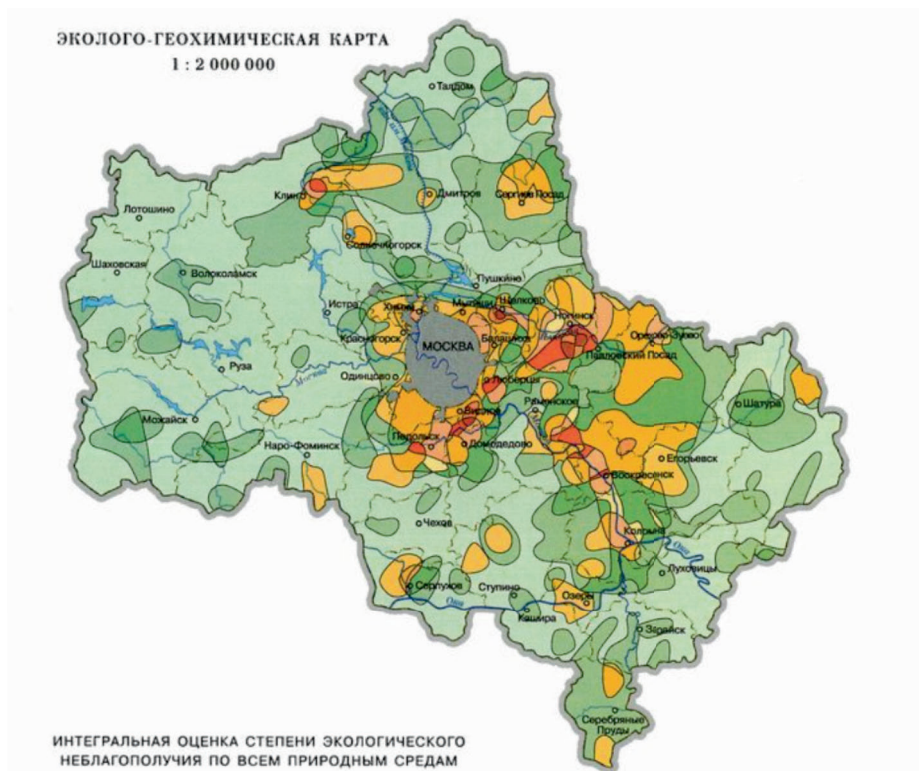 ЭКОЛОГО-ГЕОХИМИЧЕСКАЯ КАРТА
1 : 2 000 000
Талдом
Клин
Дмитров
Сергиев Посад
Лотошино
Солнечногорск
Шаховская
Волоколамск
Пушкино
Истра
Химки
Мытищи
Щелково
Ногинск
Красногорск
МОСКВА
Балашиха
Орехово-Зуево
Павловский Посад
Руза
Москва
Одинцово
Люберцы
Раменское
Шатура
Можайск
Видное
Подольск
Домодедово
Наро-Фоминск
Егорьевск
Воскресенск
Чехов
Коломна
Ока
Луховицы
Серпухов
Ступино
Озеры
Ока
Кашира
Зарайск
Серебряные
Пруды
ИНТЕГРАЛЬНАЯ ОЦЕНКА СТЕПЕНИ ЭКОЛОГИЧЕСКОГО
НЕБЛАГОПОЛУЧИЯ ПО ВСЕМ ПРИРОДНЫМ СРЕДАМ